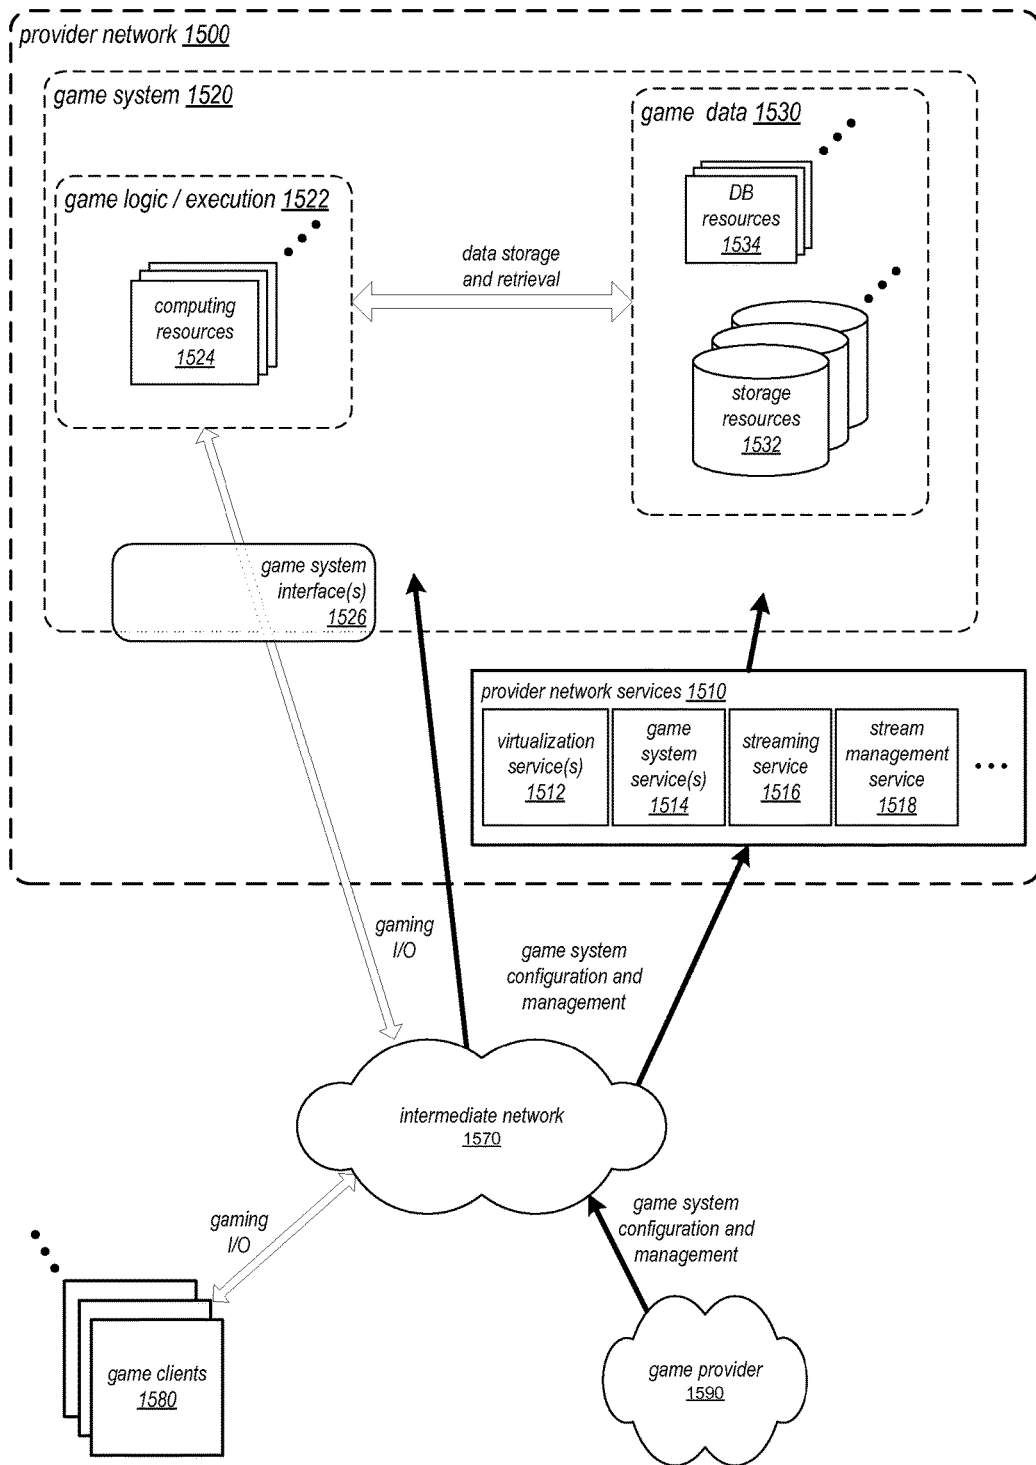 provider network 1500
game system 1520
game data 1530
DB
resources
1534
game logic / execution 1522
data storage
and retrieval
computing
resources
1524
storage
resources
1532
game system
interface(s)
1526
provider network services 1510
virtualization
service(s)
1512
game
system
service(s)
1514
streaming
service
1516
stream
management
service
1518
gaming
I/O
game system
configuration and
management
intermediate network
1570
gaming
I/O
game system
configuration and
management
game clients
1580
game provider
1590